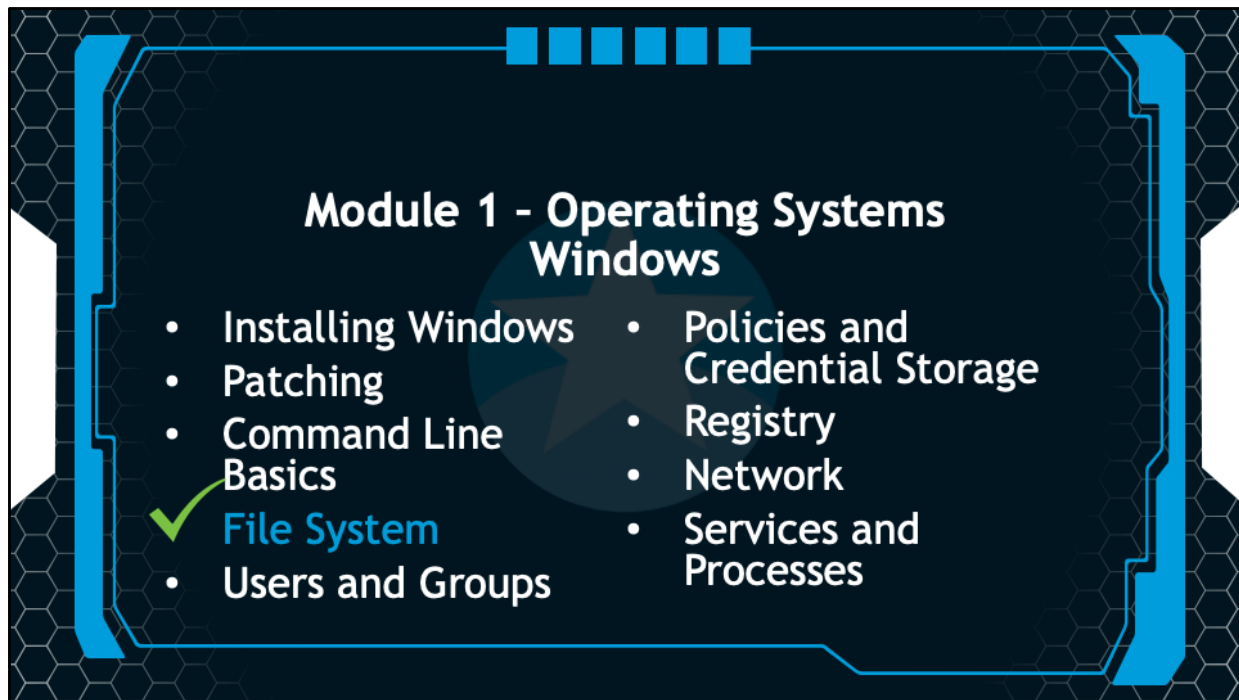 Module 1 – Operating Systems
Windows
• Installing Windows
• Patching
• Command Line
Basics
File System
• Users and Groups
• Policies and
Credential Storage
• Registry
• Network
• Services and
Processes